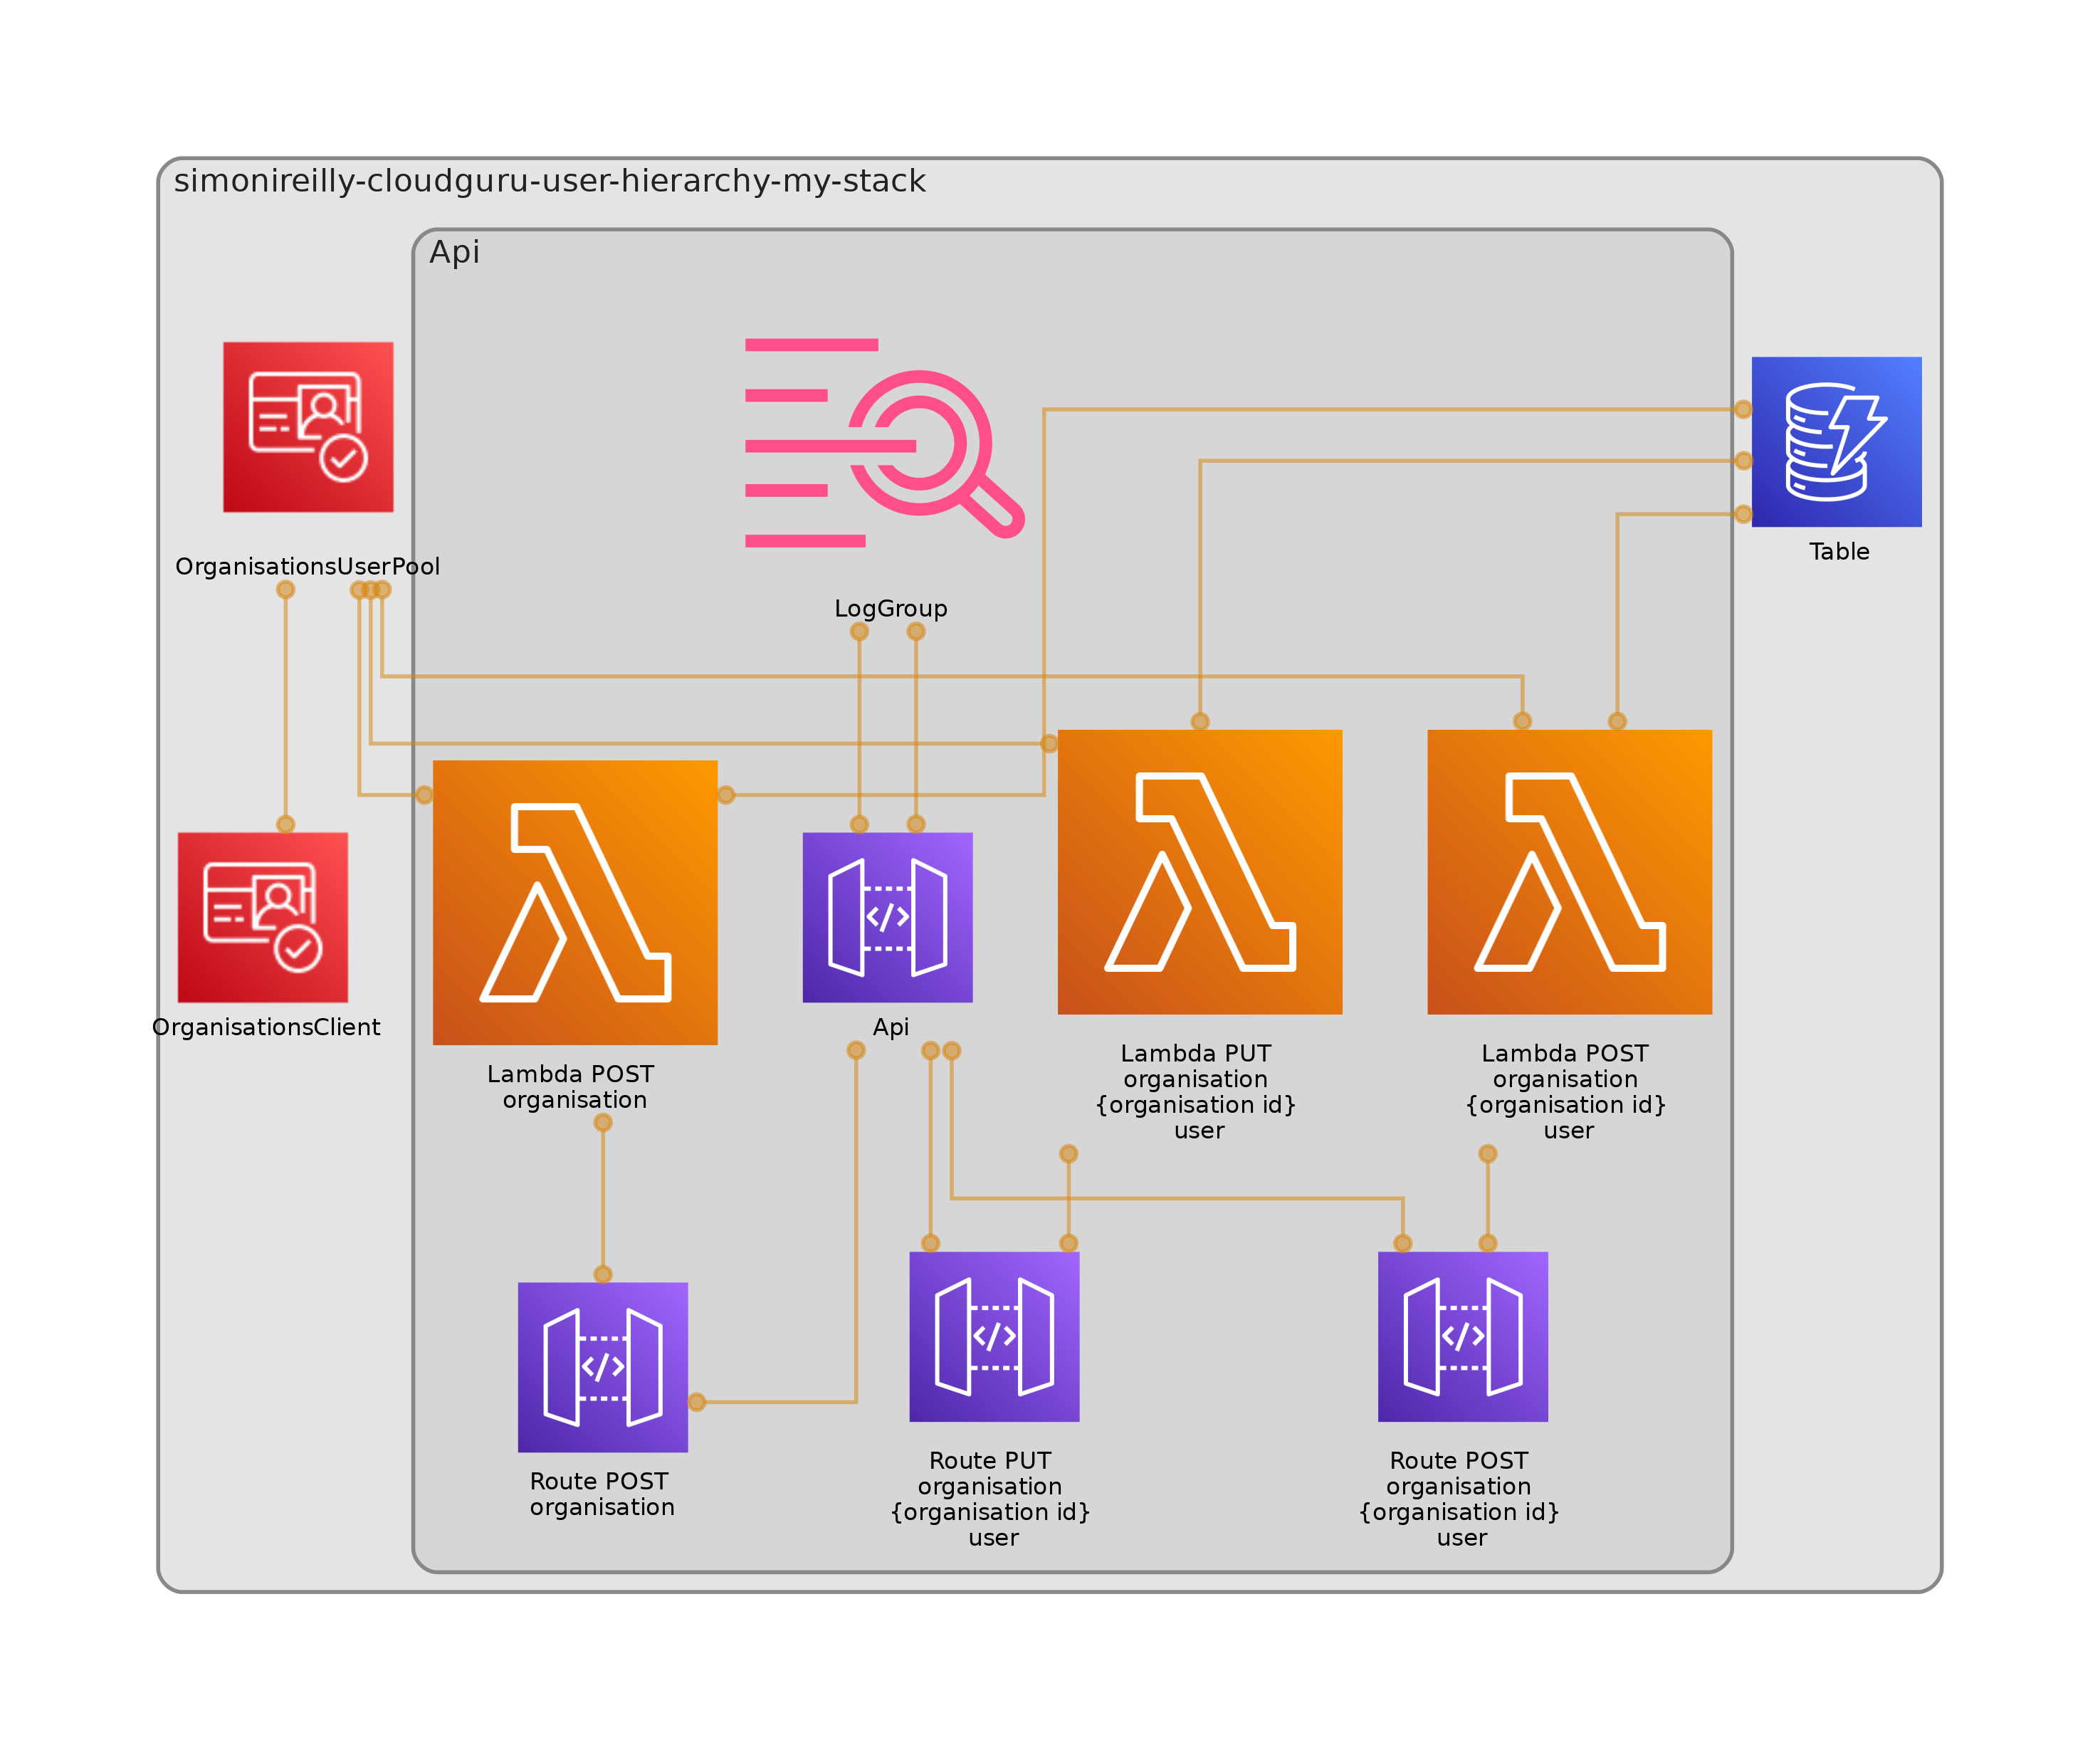 simonireilly-cloudguru-user-hierarchy-my-stack
Api
OrganisationsUserPool
Table
LogGroup
OrganisationsClient
Api
Lambda POST
organisation
Lambda PUT
organisation
{organisation id}
user
Lambda POST
organisation
{organisation id}
user
Route POST
organisation
Route PUT
organisation
{organisation id}
user
Route POST
organisation
{organisation id}
user